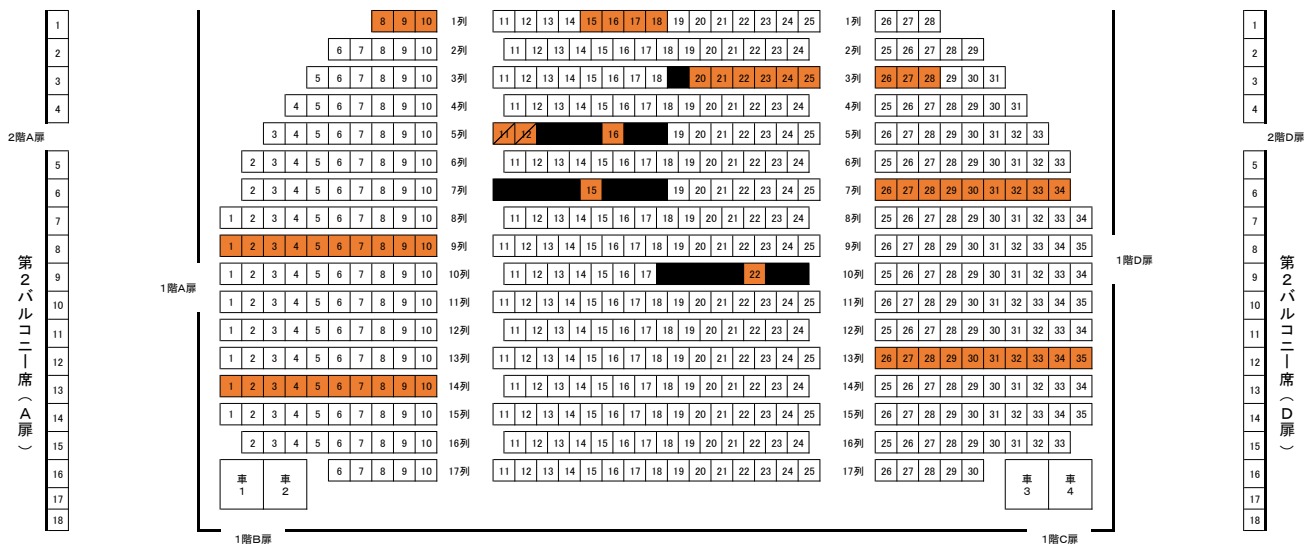 1 8 9 10 1列 11 12 13 14 15 16 17 18 19 20 21 22 23 24 25 1列 26 27 28 1
2 6 7 8 9 10 2列 11 12 13 14 15 16 17 18 19 20 21 22 23 24 2列 25 26 27 28 29 2
3 5 6 7 8 9 10 3列 11 12 13 14 15 16 17 18 20 21 22 23 24 25 3列 26 27 28 29 30 31 3
4 4 5 6 7 8 9 10 4列 11 12 13 14 15 16 17 18 19 20 21 22 23 24 4列 25 26 27 28 29 30 31 4
2階A扉 3 4 5 6 7 8 9 10 5列 11 12 16 19 20 21 22 23 24 25 5列 26 27 28 29 30 31 32 33 2階D扉
5 2 3 4 5 6 7 8 9 10 6列 11 12 13 14 15 16 17 18 19 20 21 22 23 24 6列 25 26 27 28 29 30 31 32 33 5
6 2 3 4 5 6 7 8 9 10 7列 15 19 20 21 22 23 24 25 7列 26 27 28 29 30 31 32 33 34 6
7 1 2 3 4 5 6 7 8 9 10 8列 11 12 13 14 15 16 17 18 19 20 21 22 23 24 8列 25 26 27 28 29 30 31 32 33 34 7
8 1 2 3 4 5 6 7 8 9 10 9列 11 12 13 14 15 16 17 18 19 20 21 22 23 24 25 9列 26 27 28 29 30 31 32 33 34 35 8
9 1 2 3 4 5 6 7 8 9 10 10列 11 12 13 14 15 16 17 22 10列 25 26 27 28 29 30 31 32 33 34 9
1階A扉
1階D扉
10 1 2 3 4 5 6 7 8 9 10 11列 11 12 13 14 15 16 17 18 19 20 21 22 23 24 25 11列 26 27 28 29 30 31 32 33 34 35 10
11 1 2 3 4 5 6 7 8 9 10 12列 11 12 13 14 15 16 17 18 19 20 21 22 23 24 12列 25 26 27 28 29 30 31 32 33 34 11
12 1 2 3 4 5 6 7 8 9 10 13列 11 12 13 14 15 16 17 18 19 20 21 22 23 24 25 13列 26 27 28 29 30 31 32 33 34 35 12
13 1 2 3 4 5 6 7 8 9 10 14列 11 12 13 14 15 16 17 18 19 20 21 22 23 24 14列 25 26 27 28 29 30 31 32 33 34 13
14 1 2 3 4 5 6 7 8 9 10 15列 11 12 13 14 15 16 17 18 19 20 21 22 23 24 25 15列 26 27 28 29 30 31 32 33 34 35 14
15 2 3 4 5 6 7 8 9 10 16列 11 12 13 14 15 16 17 18 19 20 21 22 23 24 16列 25 26 27 28 29 30 31 32 33 15
16 車1 車2 6 7 8 9 10 17列 11 12 13 14 15 16 17 18 19 20 21 22 23 24 25 17列 26 27 28 29 30 車3 車4 16
17 17
18 18
第2バルコニー席(A扉)
第2バルコニー席(D扉)
1階B扉
1階C扉